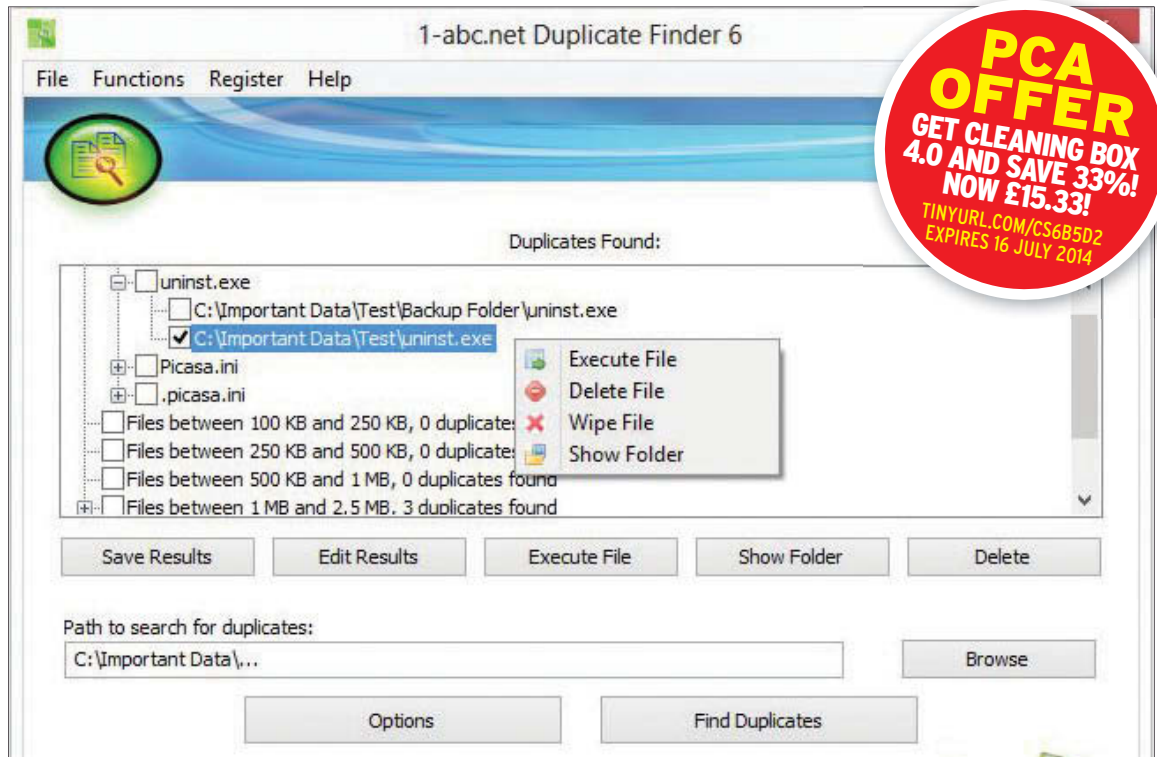 1-abc.net Duplicate Finder 6
File Functions Register Help
PCA
OFFER
GET CLEANING BOX
4.0 AND SAVE 33%!
NOW £15.33!
TINYURL.COM/CS6B5D2
EXPIRES 16 JULY 2014
Duplicates Found:
uninst.exe
C:\Important Data\Test\Backup Folder\uninst.exe
C:\Important Data\Test\uninst.exe
Picasa.ini
.picasa.ini
Files between 100 KB and 250 KB, 0 duplicates
Files between 250 KB and 500 KB, 0 duplicates
Files between 500 KB and 1 MB, 0 duplicates found
Files between 1 MB and 2.5 MB, 3 duplicates found
Execute File
Delete File
Wipe File
Show Folder
Save Results Edit Results Execute File Show Folder Delete
Path to search for duplicates:
C:\Important Data\... Browse
Options Find Duplicates